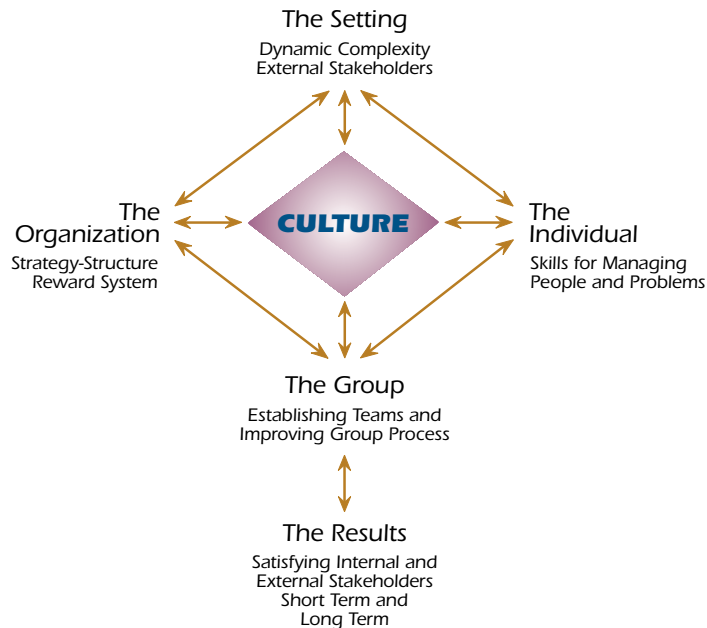 The Setting
Dynamic Complexity
External Stakeholders
The
Organization
Strategy-Structure
Reward System
CULTURE
The
Individual
Skills for Managing
People and Problems
The Group
Establishing Teams and
Improving Group Process
The Results
Satisfying Internal and
External Stakeholders
Short Term and
Long Term